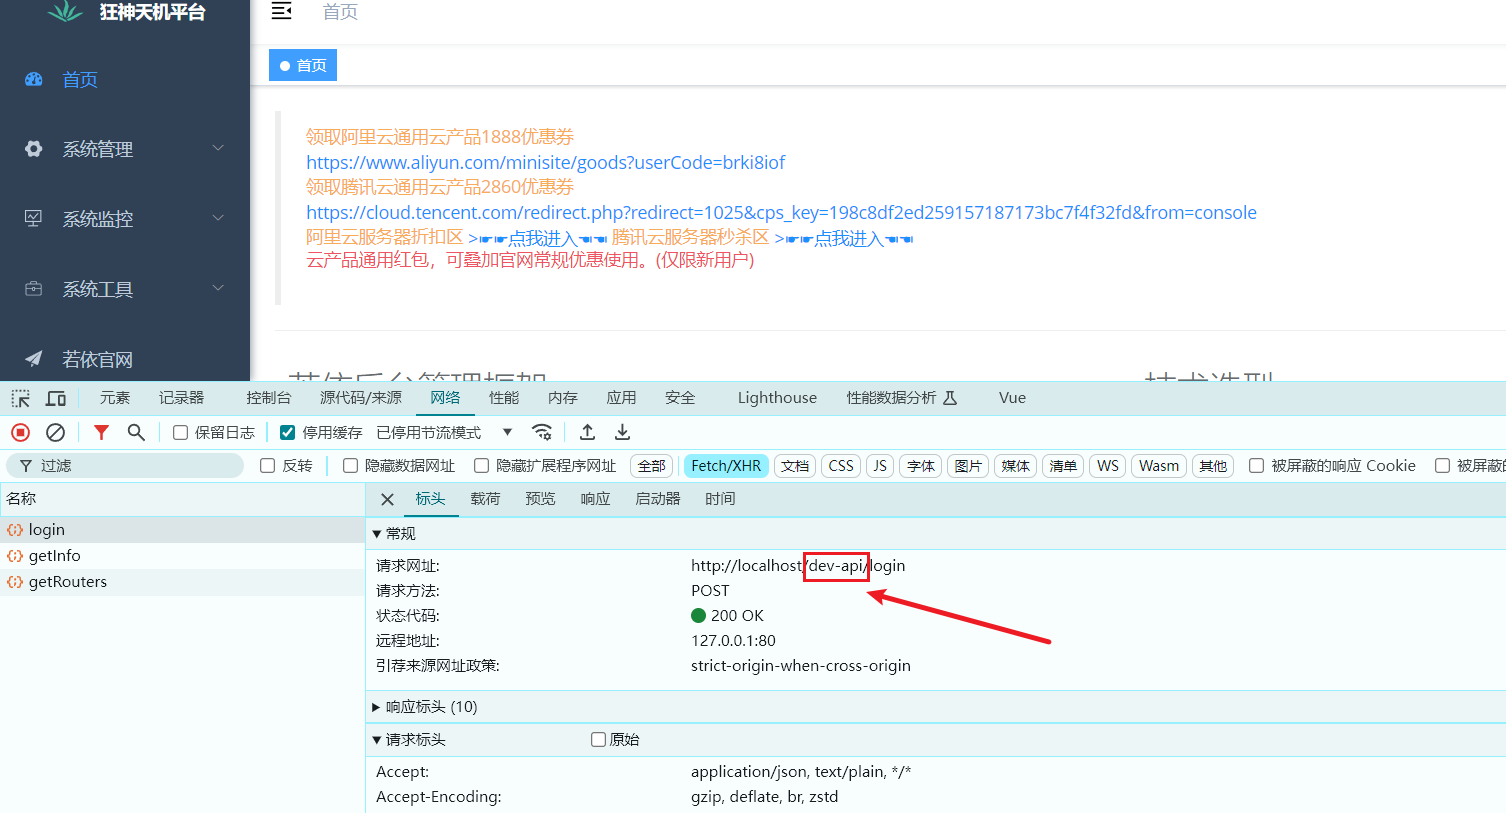 狂神天机平台
首页
首页
首页
系统管理
系统监控
系统工具
若依官网
领取阿里云通用云产品1888优惠券
https://www.aliyun.com/minisite/goods?userCode=brki8iof
领取腾讯云通用云产品2860优惠券
https://cloud.tencent.com/redirect.php?redirect=1025&cps_key=198c8df2ed259157187173bc7f4f32fd&from=console
阿里云服务器折扣区 >☛☛点我进入☚☚ 腾讯云服务器秒杀区 >☛☛点我进入☚☚
云产品通用红包，可叠加官网常规优惠使用。(仅限新用户)
若依后台管理框架 技术选型
元素 记录器 控制台 源代码/来源 网络 性能 内存 应用 安全 Lighthouse 性能数据分析 Vue
保留日志 停用缓存 已停用节流模式
过滤 反转 隐藏数据网址 隐藏扩展程序网址 全部 Fetch/XHR 文档 CSS JS 字体 图片 媒体 清单 WS Wasm 其他 被屏蔽的响应 Cookie 被屏蔽的
名称 标头 载荷 预览 响应 启动器 时间
login
getInfo
getRouters
常规
请求网址: http://localhost/dev-api/login
请求方法: POST
状态代码: 200 OK
远程地址: 127.0.0.1:80
引荐来源网址政策: strict-origin-when-cross-origin
响应标头 (10)
请求标头 原始
Accept: application/json, text/plain, */*
Accept-Encoding: gzip, deflate, br, zstd